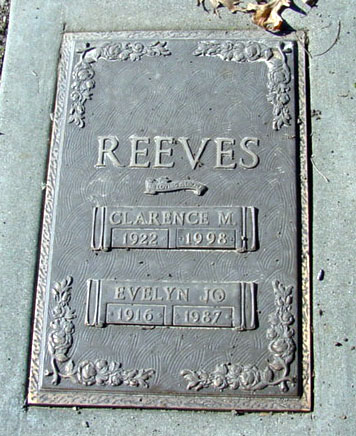 REEVES
CLARENCE M.
1922 1998
EVELYN JO
1916 1987